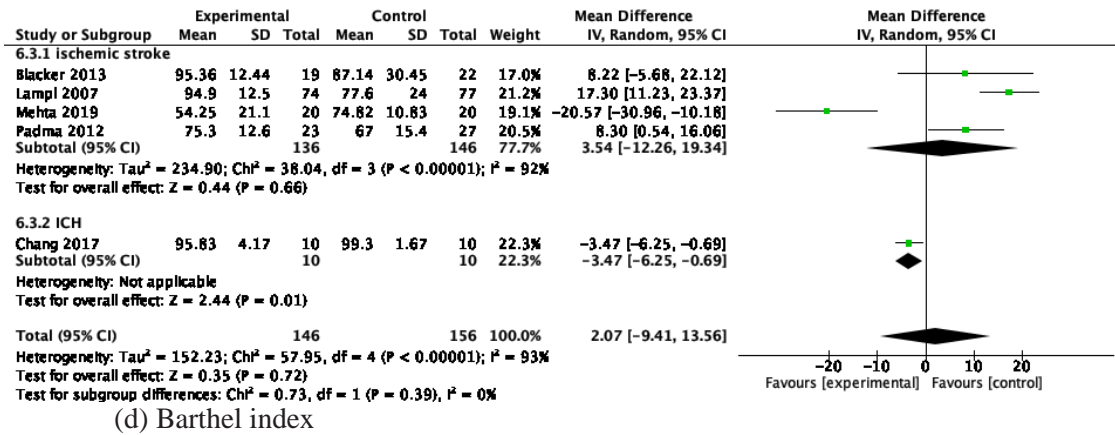 Experimental Control Mean Difference Mean Difference
Study or Subgroup Mean SD Total Mean SD Total Weight IV, Random, 95% CI IV, Random, 95% CI
6.3.1 ischemic stroke
Blacker 2013 95.36 12.44 19 87.14 30.45 22 17.0% 8.22 [-5.68, 22.12]
Lampl 2007 94.9 12.5 74 77.6 24 77 21.2% 17.30 [11.23, 23.37]
Mehta 2019 54.25 21.1 20 74.82 10.83 20 19.1% -20.57 [-30.96, -10.18]
Padma 2012 75.3 12.6 23 67 15.4 27 20.5% 8.30 [0.54, 16.06]
Subtotal (95% CI) 136 146 77.7% 3.54 [-12.26, 19.34]
Heterogeneity: Tau² = 234.90; Chi² = 38.04, df = 3 (P < 0.00001); I² = 92%
Test for overall effect: Z = 0.44 (P = 0.66)
6.3.2 ICH
Chang 2017 95.83 4.17 10 99.3 1.67 10 22.3% -3.47 [-6.25, -0.69]
Subtotal (95% CI) 10 10 22.3% -3.47 [-6.25, -0.69]
Heterogeneity: Not applicable
Test for overall effect: Z = 2.44 (P = 0.01)
Total (95% CI) 146 156 100.0% 2.07 [-9.41, 13.56]
Heterogeneity: Tau² = 152.23; Chi² = 57.95, df = 4 (P < 0.00001); I² = 93%
Test for overall effect: Z = 0.35 (P = 0.72)
Test for subgroup differences: Chi² = 0.73, df = 1 (P = 0.39), I² = 0%
-20 -10 0 10 20
Favours [experimental] Favours [control]
(d) Barthel index